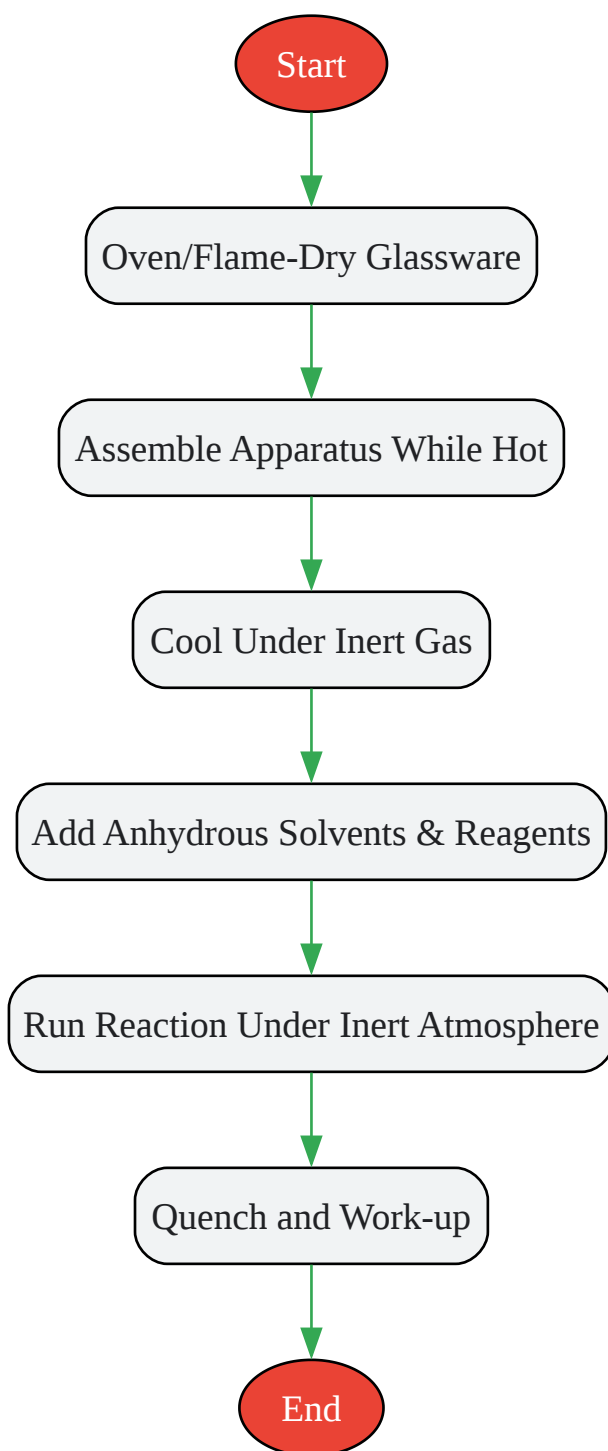 Start
Oven/Flame-Dry Glassware
Assemble Apparatus While Hot
Cool Under Inert Gas
Add Anhydrous Solvents & Reagents
Run Reaction Under Inert Atmosphere
Quench and Work-up
End